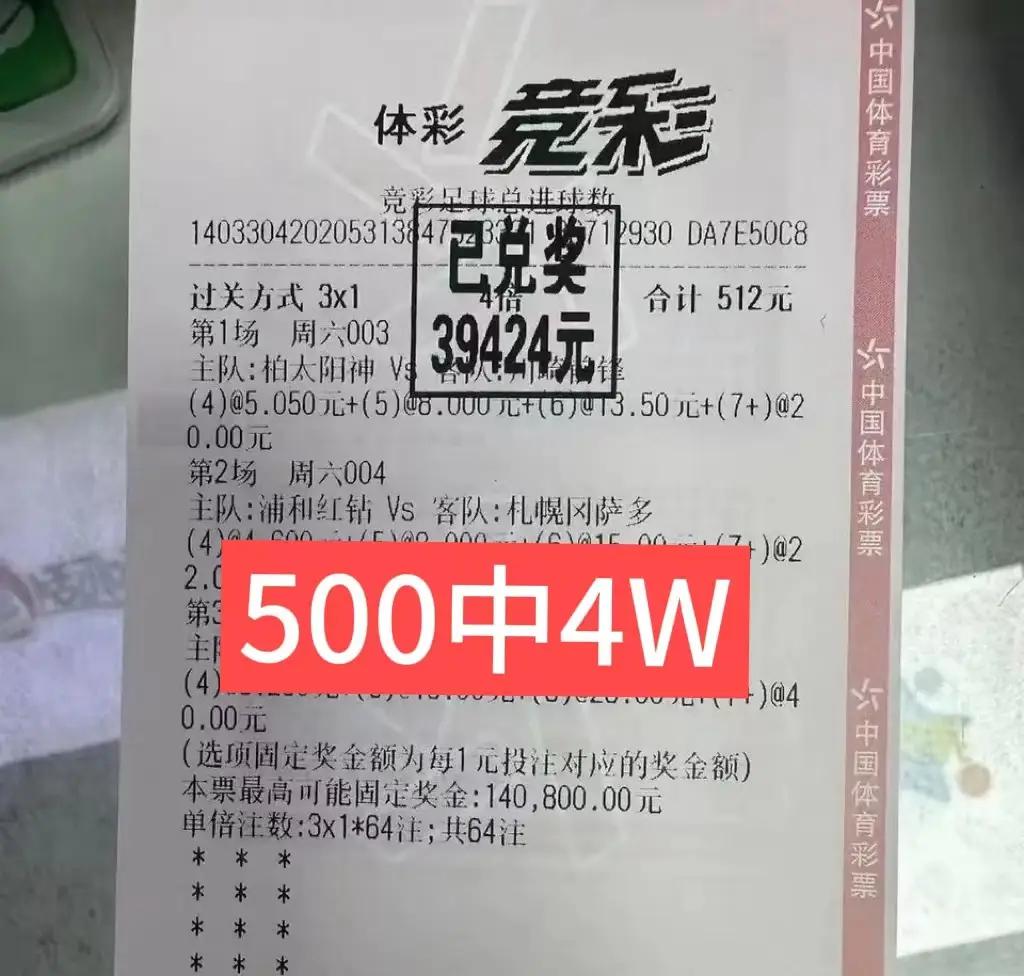 体彩 竞彩
竞彩足球总进球数
DA7E50C8
已兑奖
39424元
过关方式 3x1 4倍 合计 512元
第1场 周六003
主队:柏太阳神 Vs
(4)@5.050元+(5)@8.000元+(6)@13.50元+(7+)@2
0.00元
第2场 周六004
主队:浦和红钻 Vs 客队:札幌冈萨多
500中4W
0.00元
(选项固定奖金额为每1元投注对应的奖金额)
本票最高可能固定奖金:140,800.00元
单倍注数:3x1*64注;共64注
* * *
* * *
* * *
* * *
中国体育彩票
中国体育彩票
中国体育彩票